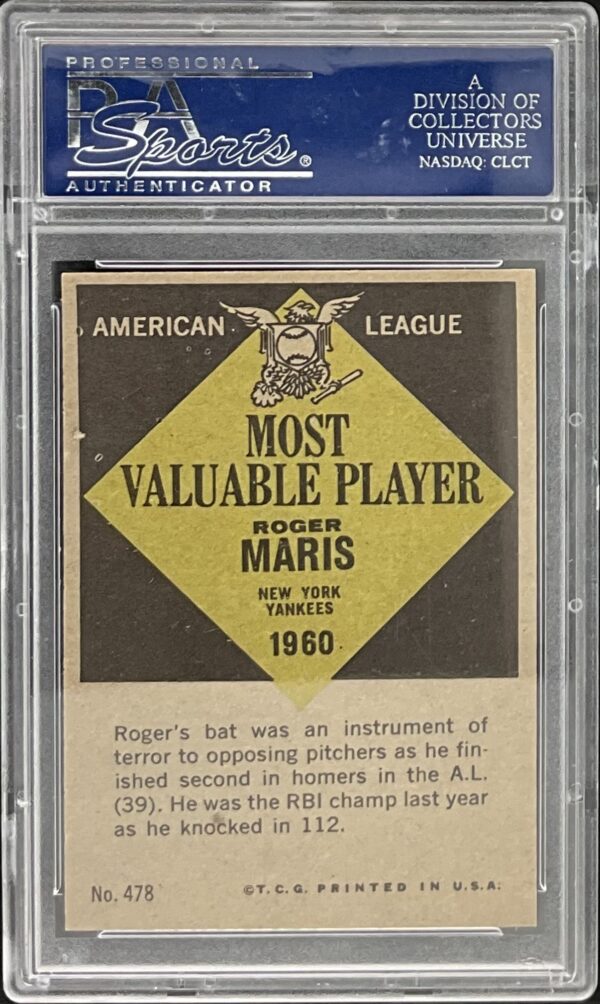 PROFESSIONAL
PSA
Sports®
AUTHENTICATOR
A
DIVISION OF
COLLECTORS
UNIVERSE
NASDAQ: CLCT
AMERICAN LEAGUE
MOST
VALUABLE PLAYER
ROGER
MARIS
NEW YORK
YANKEES
1960
Roger's bat was an instrument of
terror to opposing pitchers as he fin-
ished second in homers in the A.L.
(39). He was the RBI champ last year
as he knocked in 112.
No. 478
©T.C.G. PRINTED IN U.S.A.